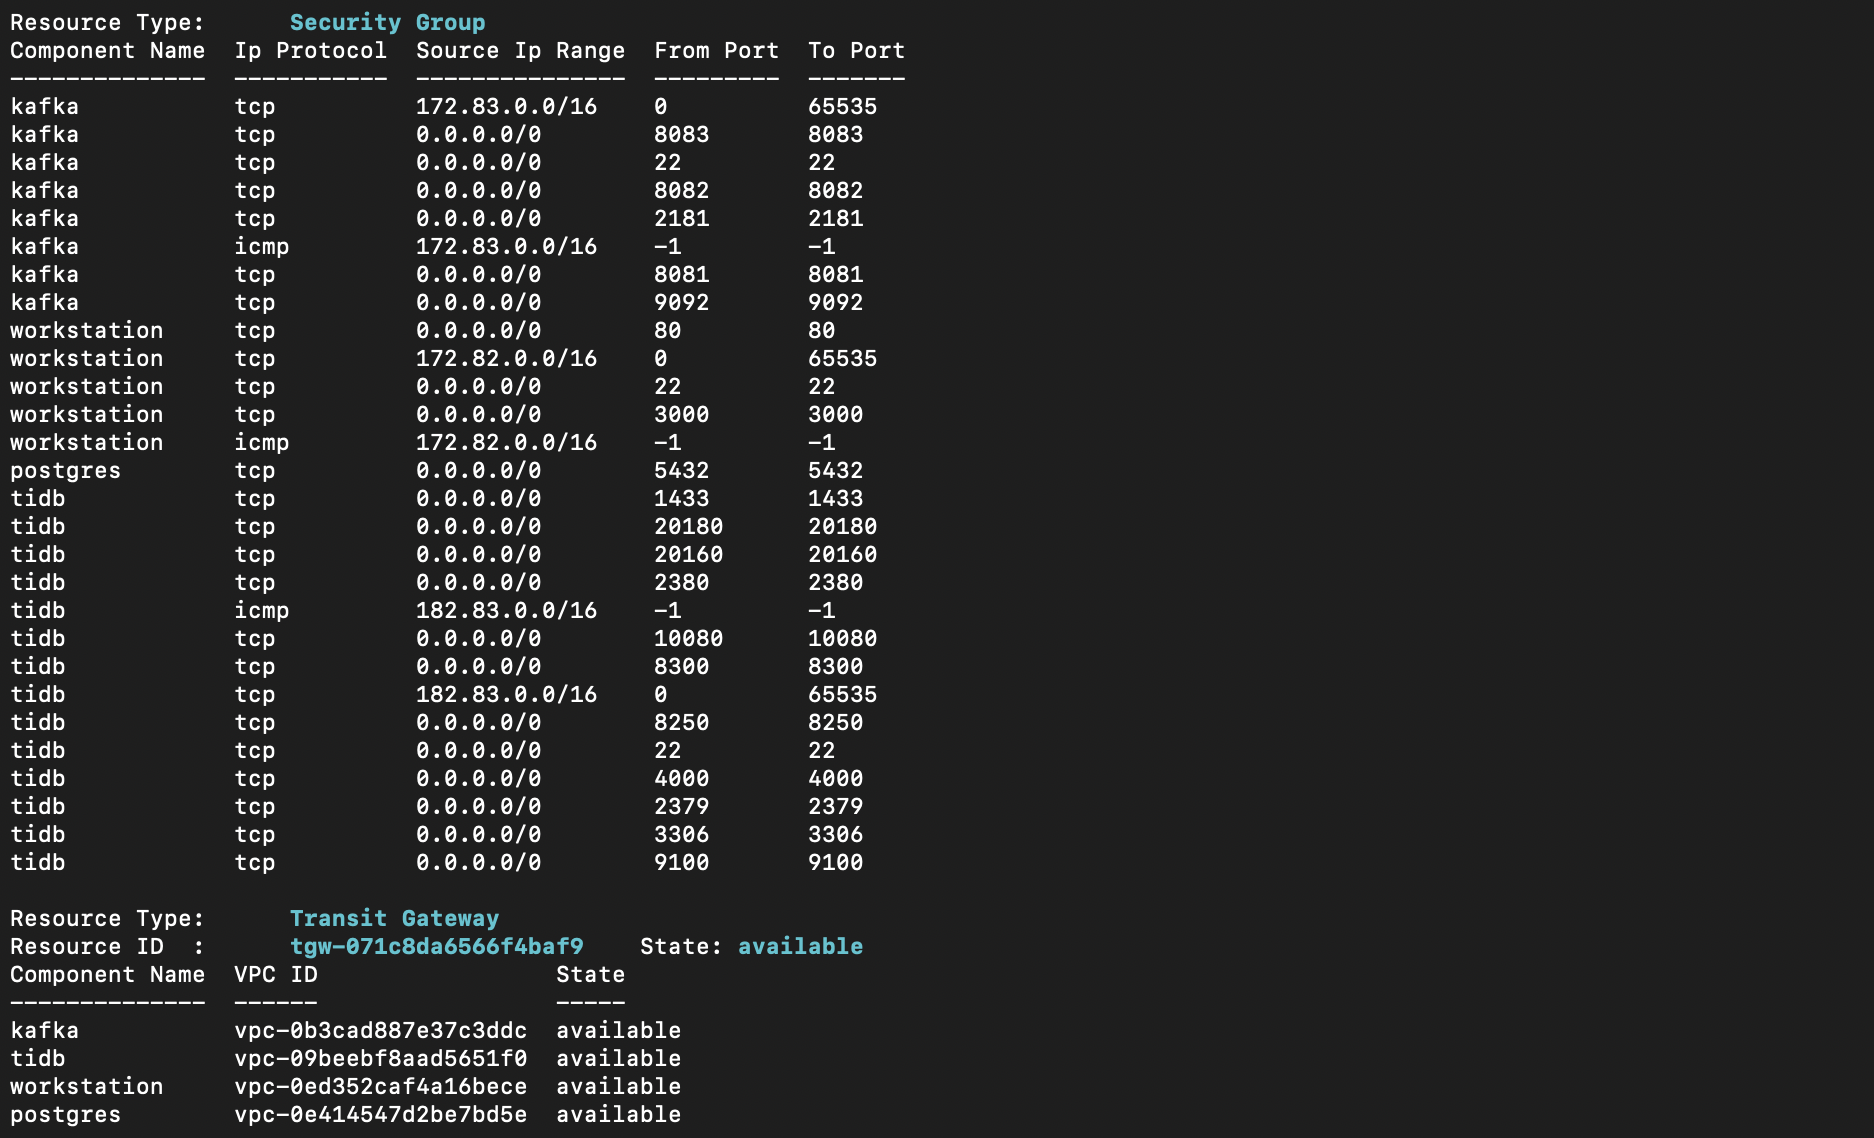 Resource Type:      Security Group
Component Name  Ip Protocol  Source Ip Range  From Port  To Port
--------------  -----------  ---------------  ---------  -------
kafka           tcp          172.83.0.0/16    0          65535
kafka           tcp          0.0.0.0/0        8083       8083
kafka           tcp          0.0.0.0/0        22         22
kafka           tcp          0.0.0.0/0        8082       8082
kafka           tcp          0.0.0.0/0        2181       2181
kafka           icmp         172.83.0.0/16    -1         -1
kafka           tcp          0.0.0.0/0        8081       8081
kafka           tcp          0.0.0.0/0        9092       9092
workstation     tcp          0.0.0.0/0        80         80
workstation     tcp          172.82.0.0/16    0          65535
workstation     tcp          0.0.0.0/0        22         22
workstation     tcp          0.0.0.0/0        3000       3000
workstation     icmp         172.82.0.0/16    -1         -1
postgres        tcp          0.0.0.0/0        5432       5432
tidb            tcp          0.0.0.0/0        1433       1433
tidb            tcp          0.0.0.0/0        20180      20180
tidb            tcp          0.0.0.0/0        20160      20160
tidb            tcp          0.0.0.0/0        2380       2380
tidb            icmp         182.83.0.0/16    -1         -1
tidb            tcp          0.0.0.0/0        10080      10080
tidb            tcp          0.0.0.0/0        8300       8300
tidb            tcp          182.83.0.0/16    0          65535
tidb            tcp          0.0.0.0/0        8250       8250
tidb            tcp          0.0.0.0/0        22         22
tidb            tcp          0.0.0.0/0        4000       4000
tidb            tcp          0.0.0.0/0        2379       2379
tidb            tcp          0.0.0.0/0        3306       3306
tidb            tcp          0.0.0.0/0        9100       9100
Resource Type:      Transit Gateway
Resource ID  :      tgw-071c8da6566f4baf9    State: available
Component Name  VPC ID                 State
--------------  ------                 -----
kafka           vpc-0b3cad887e37c3ddc  available
tidb            vpc-09beebf8aad5651f0  available
workstation     vpc-0ed352caf4a16bece  available
postgres        vpc-0e414547d2be7bd5e  available